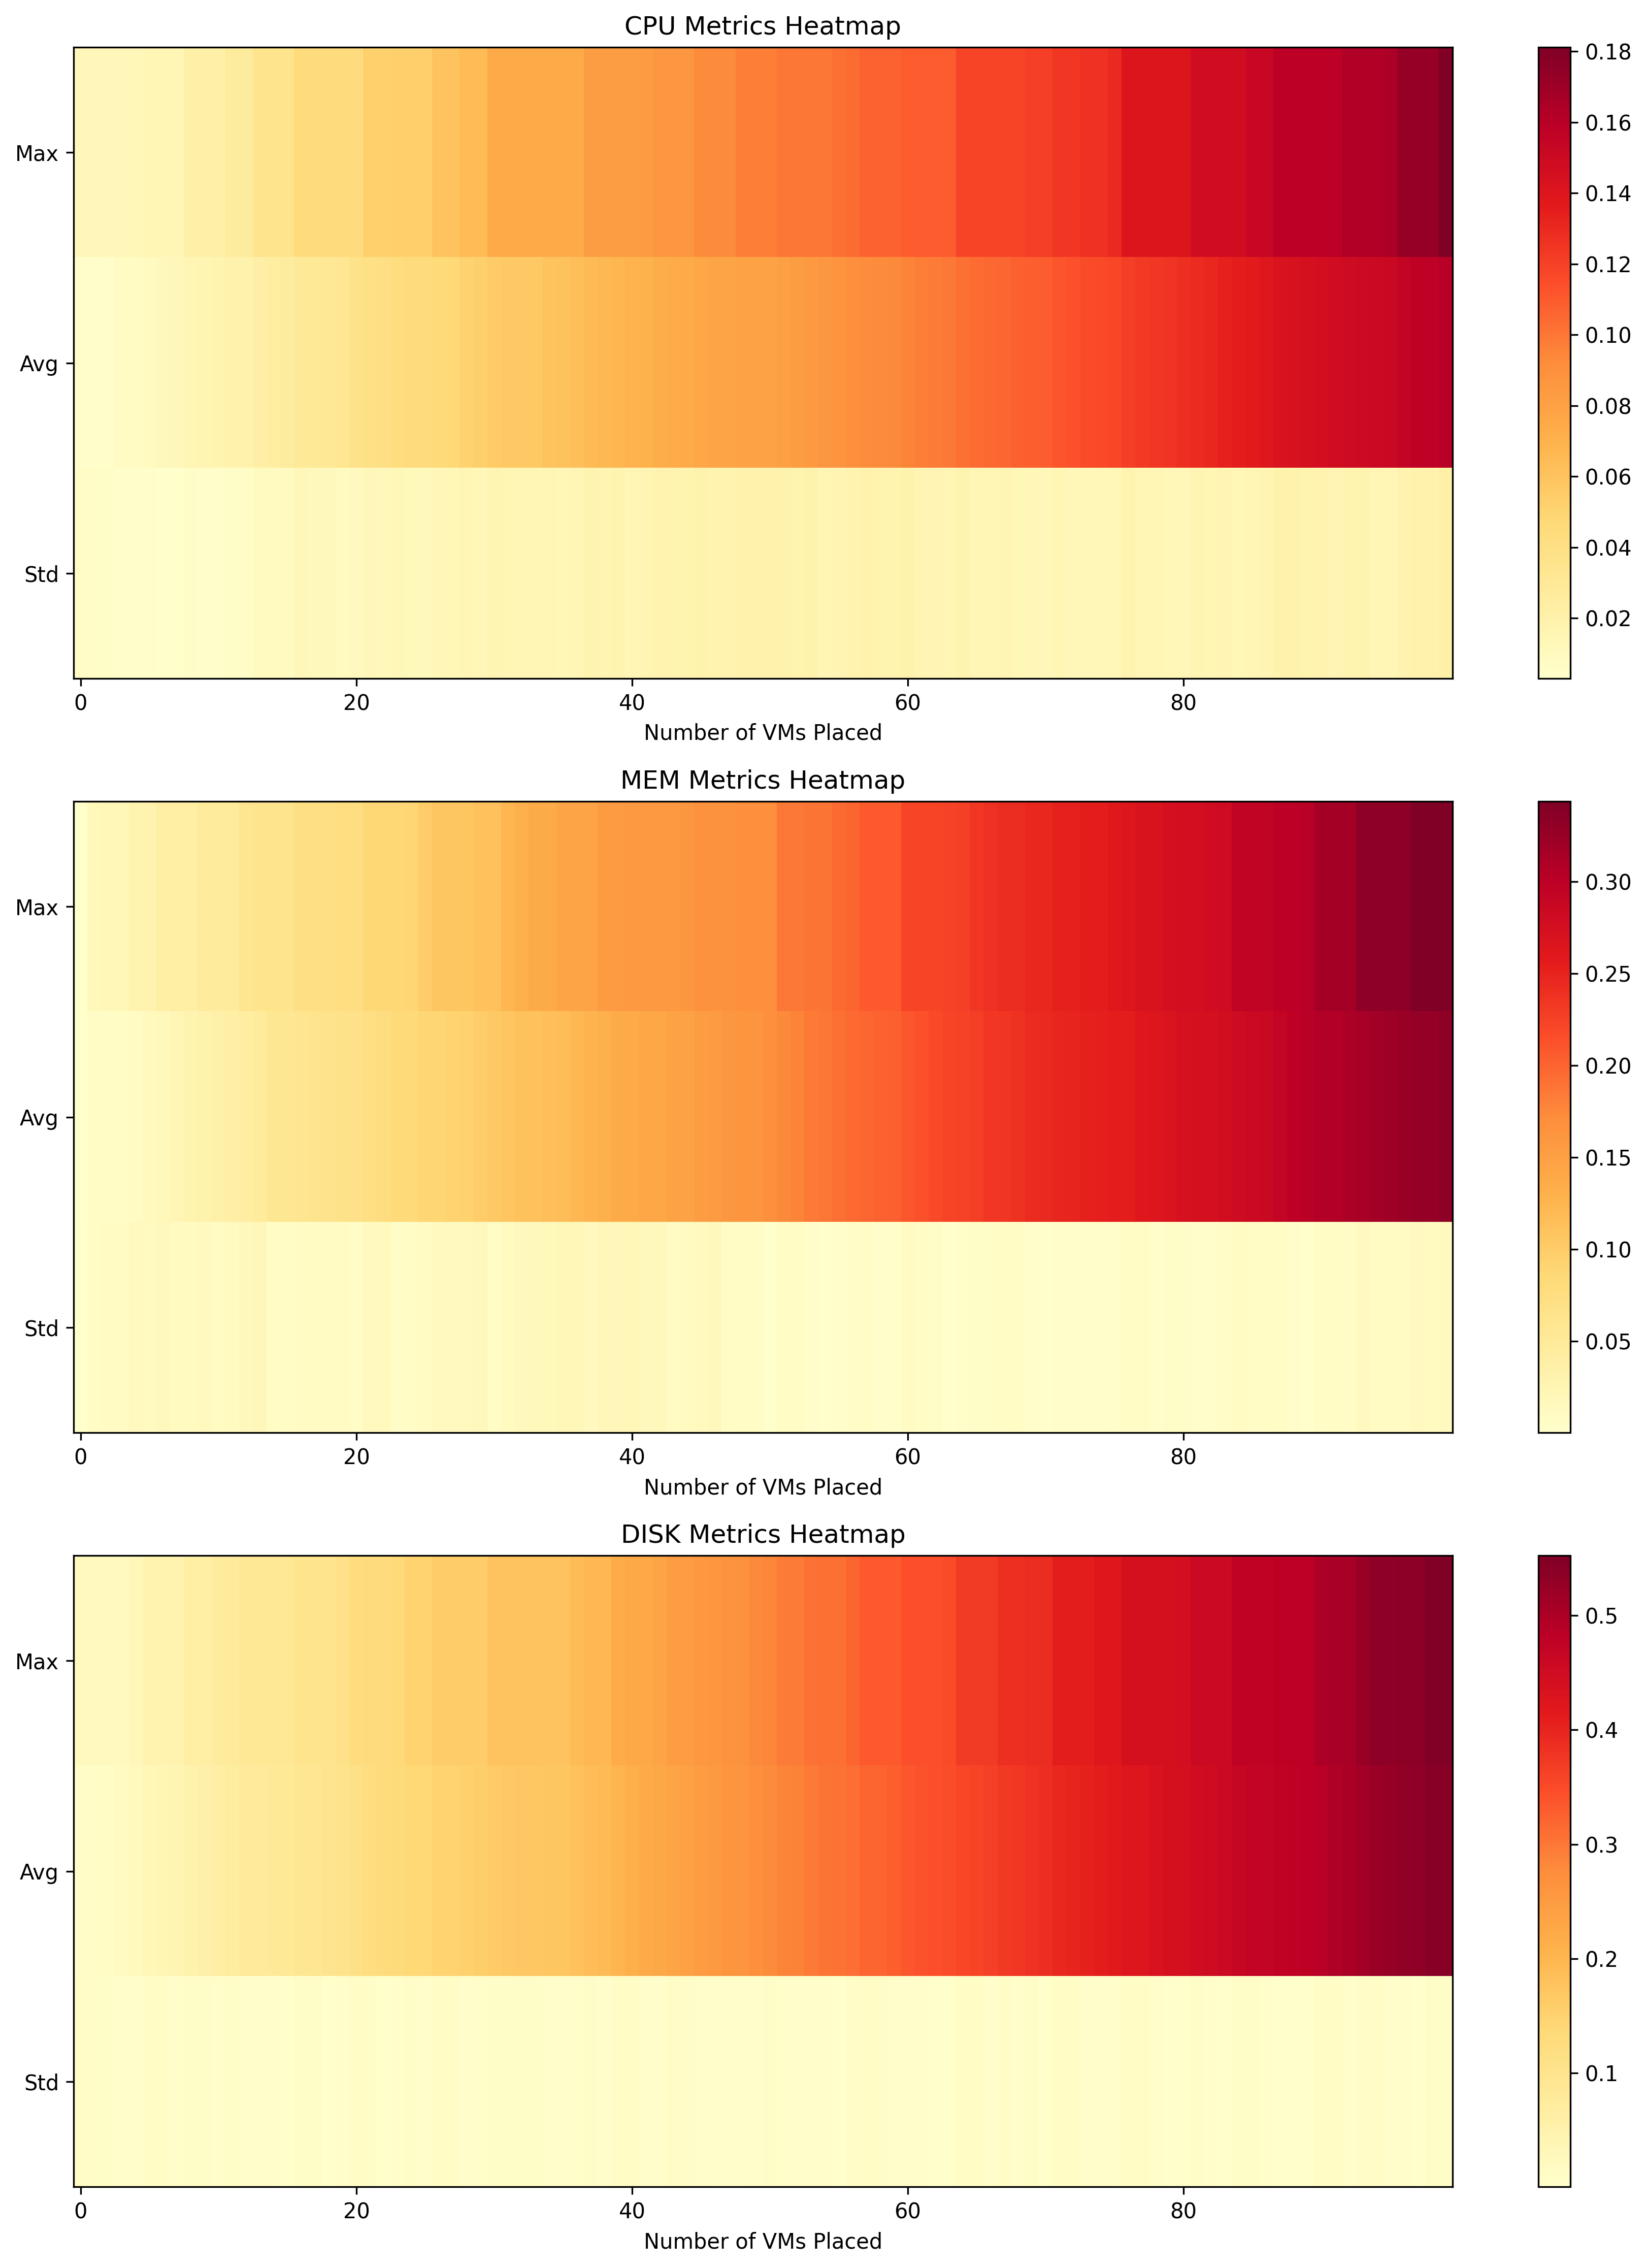 CPU Metrics Heatmap
Max
Avg
Std
0 20 40 60 80
Number of VMs Placed
0.18
0.16
0.14
0.12
0.10
0.08
0.06
0.04
0.02
MEM Metrics Heatmap
Max
Avg
Std
0 20 40 60 80
Number of VMs Placed
0.30
0.25
0.20
0.15
0.10
0.05
DISK Metrics Heatmap
Max
Avg
Std
0 20 40 60 80
Number of VMs Placed
0.5
0.4
0.3
0.2
0.1